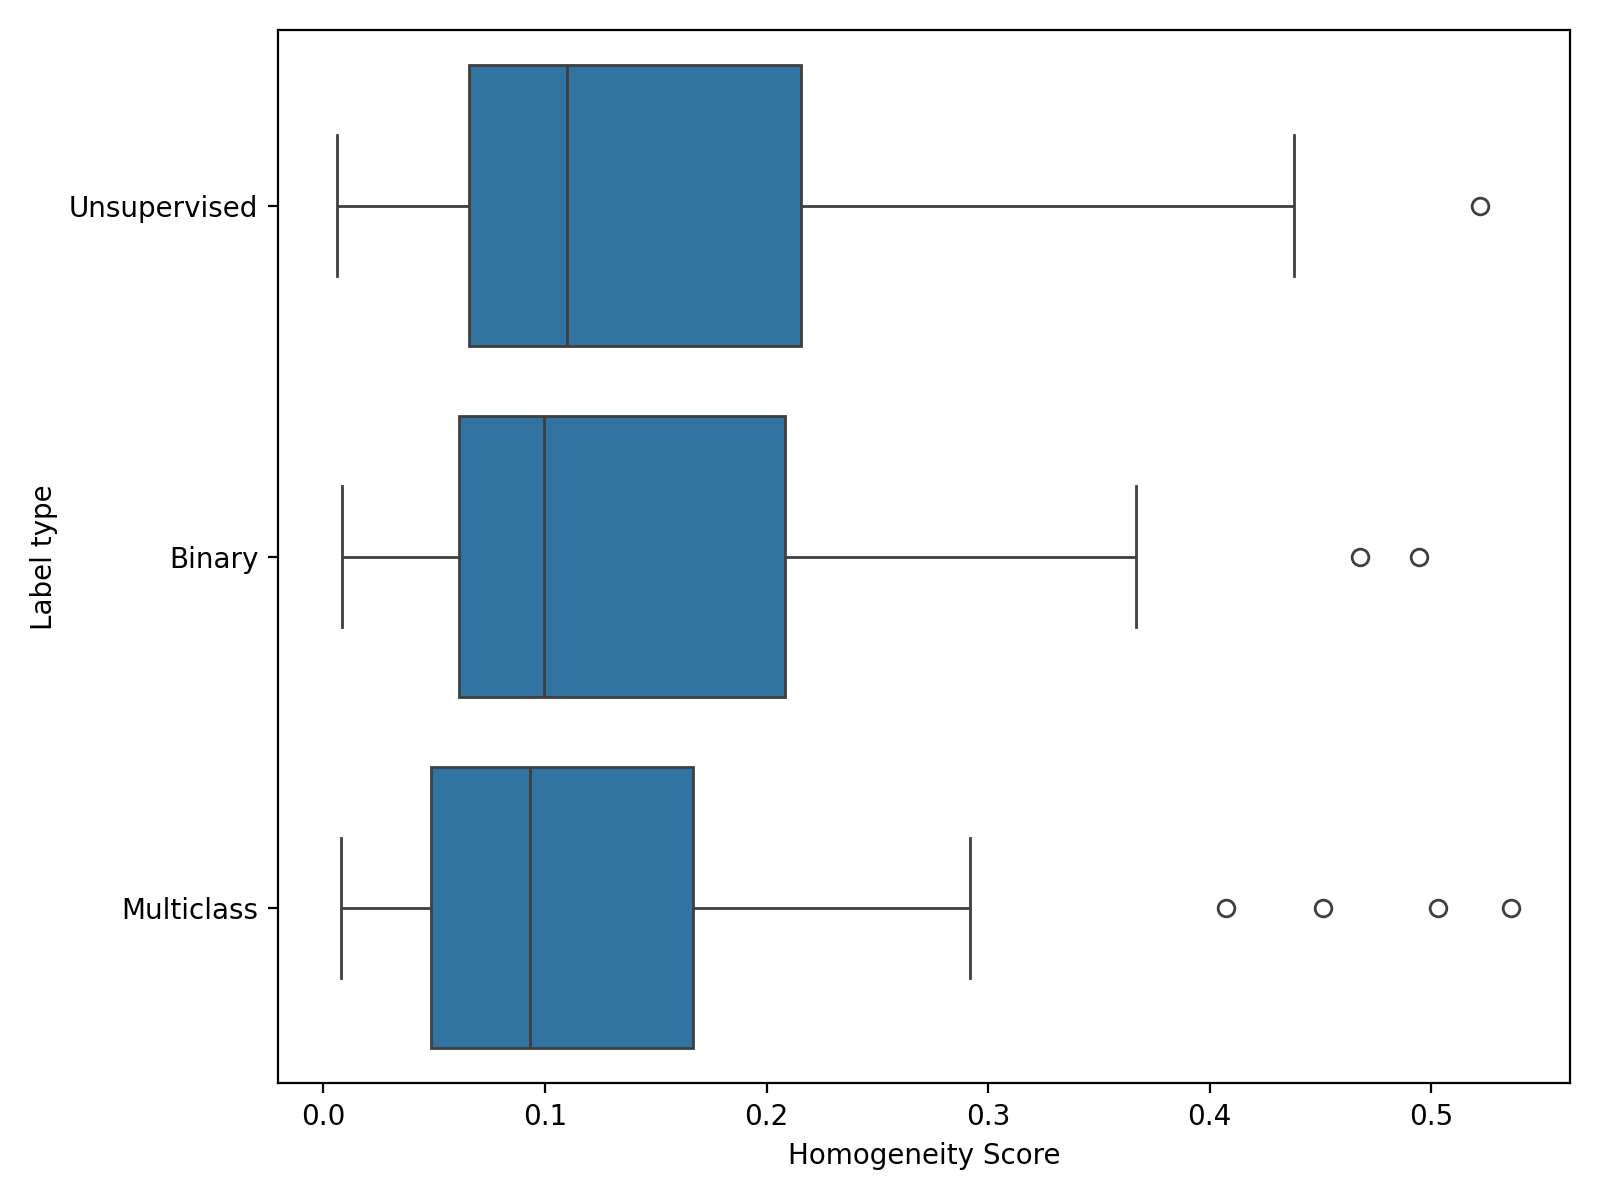 Unsupervised
Binary
Multiclass
Label type
0.0 0.1 0.2 0.3 0.4 0.5
Homogeneity Score